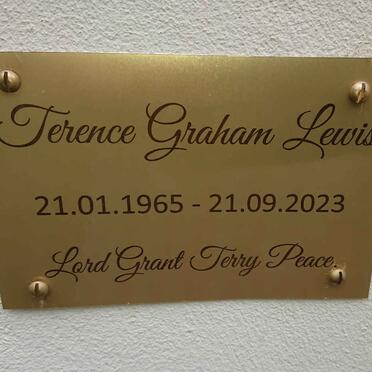 Terence Graham Lewis
21.01.1965 - 21.09.2023
Lord Grant Terry Peace.